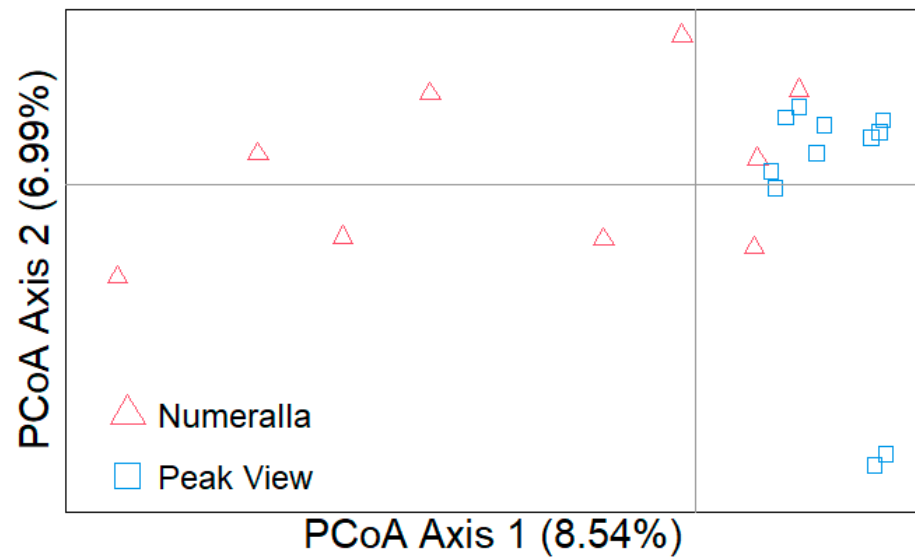 PCoA Axis 2 (6.99%)
Numeralla
Peak View
PCoA Axis 1 (8.54%)